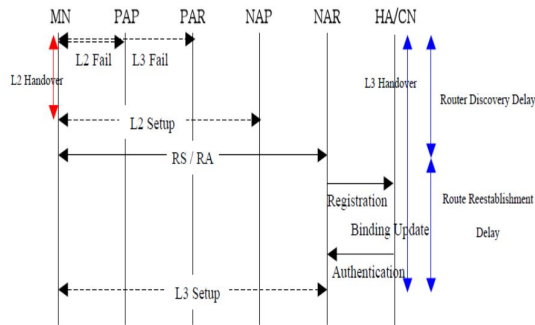 MN PAP PAR NAP NAR HA/CN
L2 Fail L3 Fail
L2 Handover
L3 Handover
Router Discovery Delay
L2 Setup
RS / RA
Registration
Route Reestablishment
Delay
Binding Update
Authentication
L3 Setup